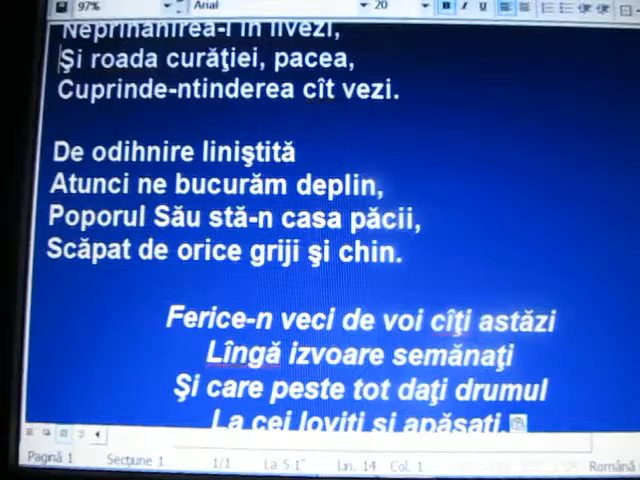 97%
Arial
20
B I U
Neprihănirea-i în livezi,
Şi roada curăţiei, pacea,
Cuprinde-ntinderea cît vezi.
De odihnire liniştită
Atunci ne bucurăm deplin,
Poporul Său stă-n casa păcii,
Scăpat de orice griji şi chin.
Ferice-n veci de voi cîţi astăzi
Lîngă izvoare semănaţi
Şi care peste tot daţi drumul
La cei loviţi şi apăsaţi.
Pagină 1 Secţiune 1 1/1 La 5.1" Lin. 14 Col. 1 Română